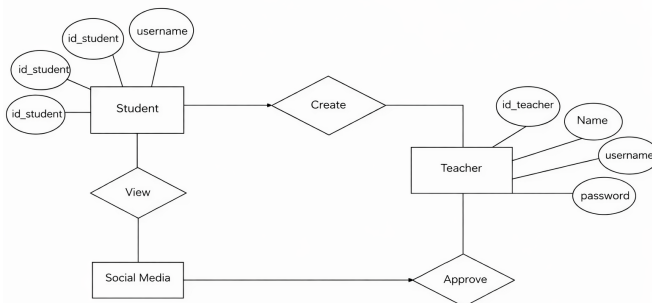 username
id_student
id_student
id_student
Student
Create
id_teacher
Name
username
password
Teacher
View
Social Media
Approve